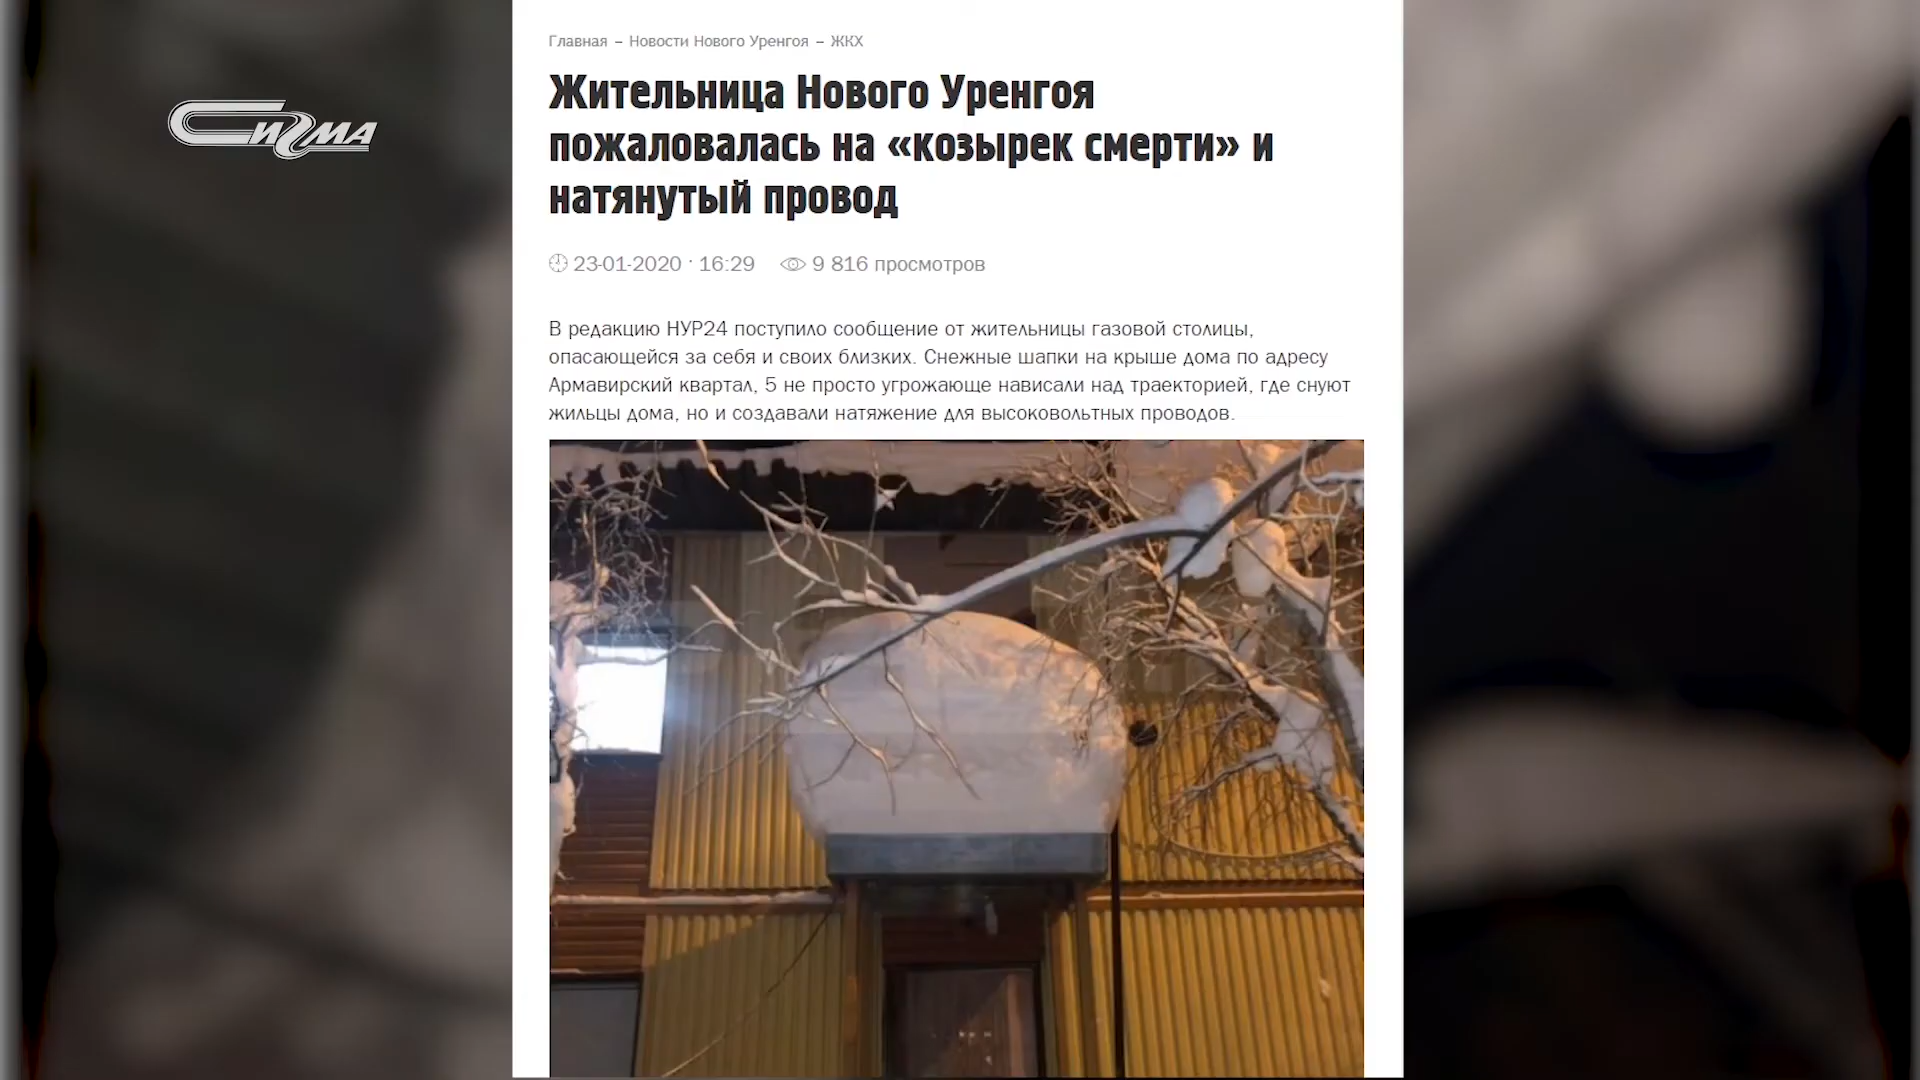 Главная – Новости Нового Уренгоя – ЖКХ
Жительница Нового Уренгоя
пожаловалась на «козырек смерти» и
натянутый провод
СИГМА
23-01-2020 · 16:29 9 816 просмотров
В редакцию НУР24 поступило сообщение от жительницы газовой столицы,
опасающейся за себя и своих близких. Снежные шапки на крыше дома по адресу
Армавирский квартал, 5 не просто угрожающе нависали над траекторией, где снуют
жильцы дома, но и создавали натяжение для высоковольтных проводов.